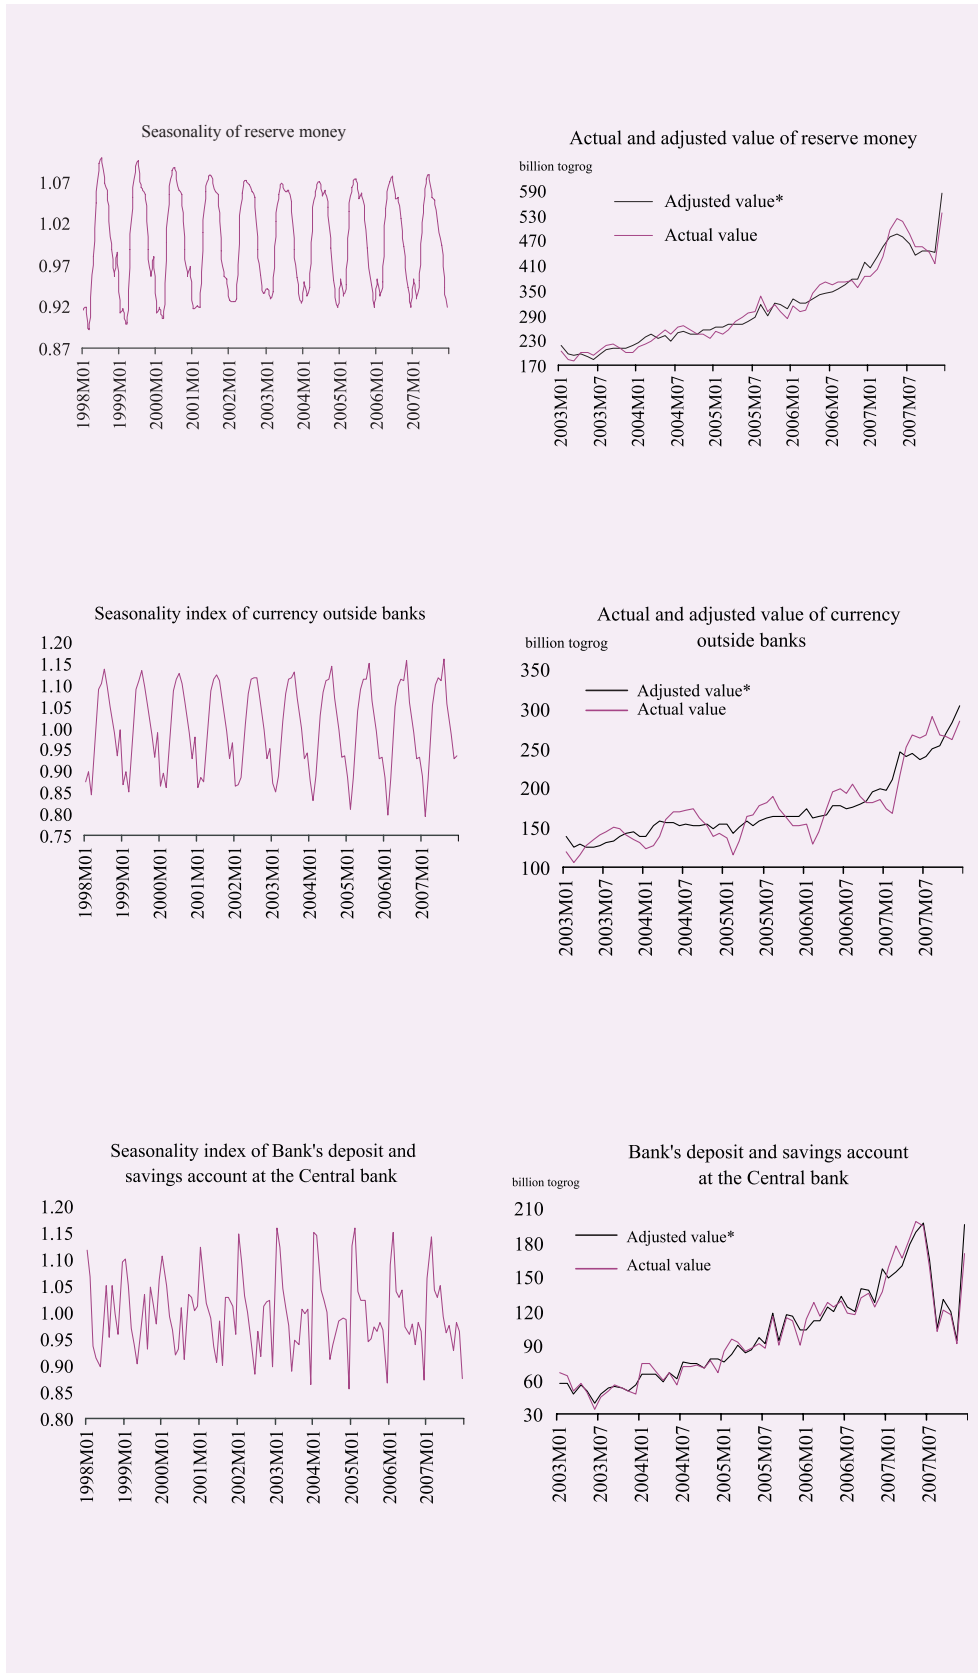 Seasonality of reserve money
1.07
1.02
0.97
0.92
0.87
1998M01
1999M01
2000M01
2001M01
2002M01
2003M01
2004M01
2005M01
2006M01
2007M01
Actual and adjusted value of reserve money
billion togrog
590
530
470
410
350
290
230
170
Adjusted value*
Actual value
2003M01
2003M07
2004M01
2004M07
2005M01
2005M07
2006M01
2006M07
2007M01
2007M07
Seasonality index of currency outside banks
1.20
1.15
1.10
1.05
1.00
0.95
0.90
0.85
0.80
0.75
1998M01
1999M01
2000M01
2001M01
2002M01
2003M01
2004M01
2005M01
2006M01
2007M01
Actual and adjusted value of currency
outside banks
billion togrog
350
300
250
200
150
100
Adjusted value*
Actual value
2003M01
2003M07
2004M01
2004M07
2005M01
2005M07
2006M01
2006M07
2007M01
2007M07
Seasonality index of Bank's deposit and
savings account at the Central bank
1.20
1.15
1.10
1.05
1.00
0.95
0.90
0.85
0.80
1998M01
1999M01
2000M01
2001M01
2002M01
2003M01
2004M01
2005M01
2006M01
2007M01
Bank's deposit and savings account
at the Central bank
billion togrog
210
180
150
120
90
60
30
Adjusted value*
Actual value
2003M01
2003M07
2004M01
2004M07
2005M01
2005M07
2006M01
2006M07
2007M01
2007M07